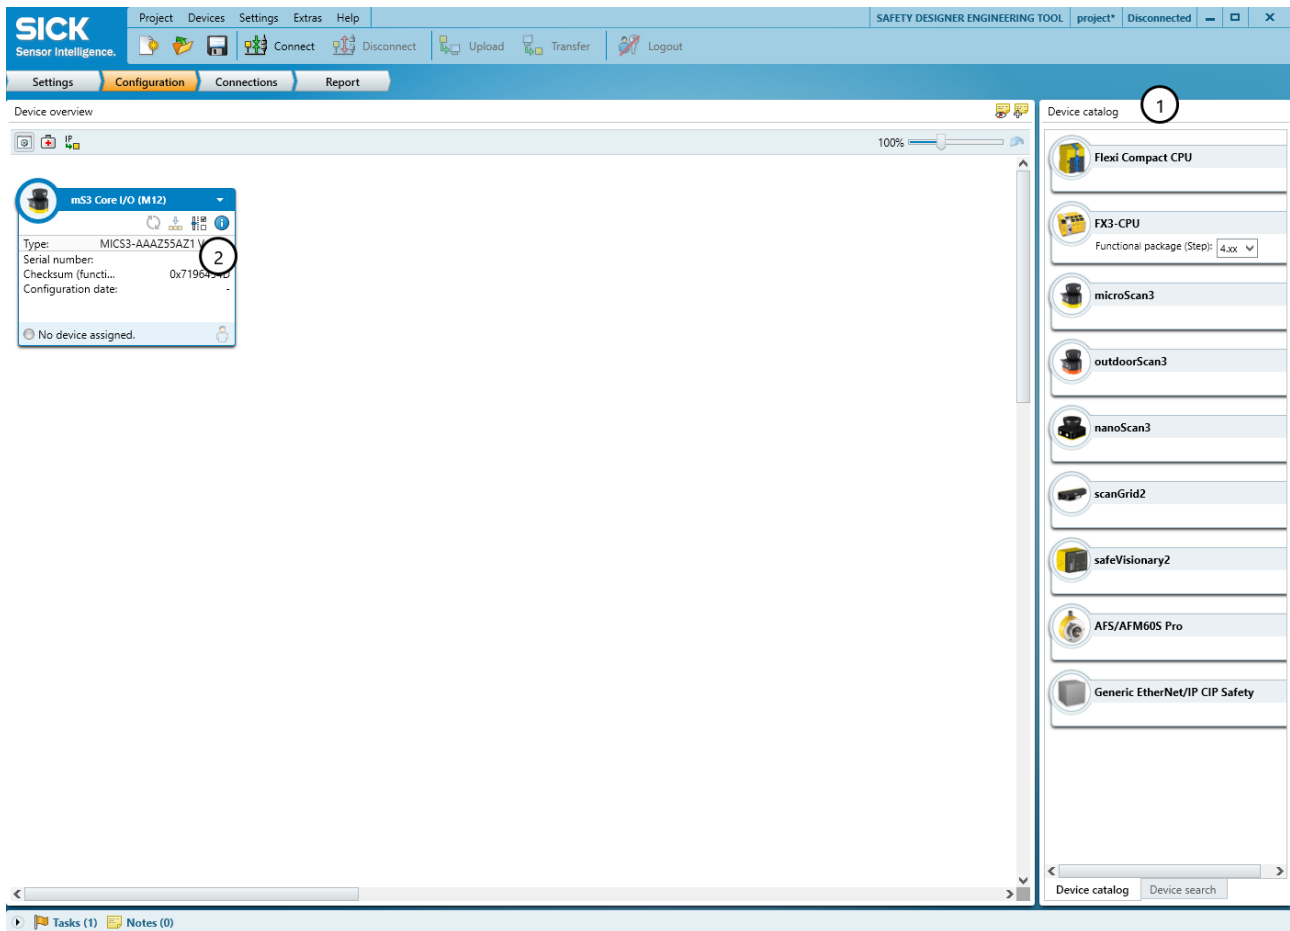 SICK
Sensor Intelligence.
Project Devices Settings Extras Help
SAFETY DESIGNER ENGINEERING TOOL project* Disconnected
Connect Disconnect Upload Transfer Logout
Settings Configuration Connections Report
Device overview
Device catalog
1
IP
100%
mS3 Core I/O (M12)
Type: MICS3-AAAZ55AZ1
2
Serial number:
Checksum (functi...
Configuration date: -
No device assigned.
Flexi Compact CPU
FX3-CPU
Functional package (Step): 4.xx
microScan3
outdoorScan3
nanoScan3
scanGrid2
safeVisionary2
AFS/AFM60S Pro
Generic EtherNet/IP CIP Safety
Device catalog Device search
Tasks (1) Notes (0)